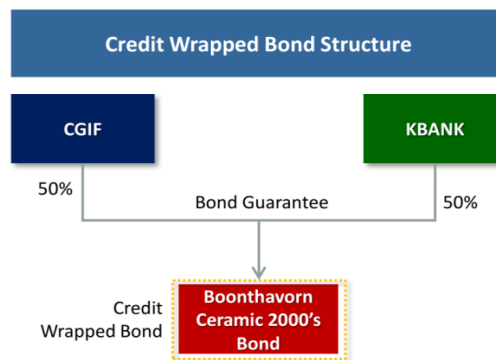 Credit Wrapped Bond Structure
CGIF
KBANK
50%
Bond Guarantee
50%
Credit
Wrapped Bond
Boonthavorn
Ceramic 2000's
Bond